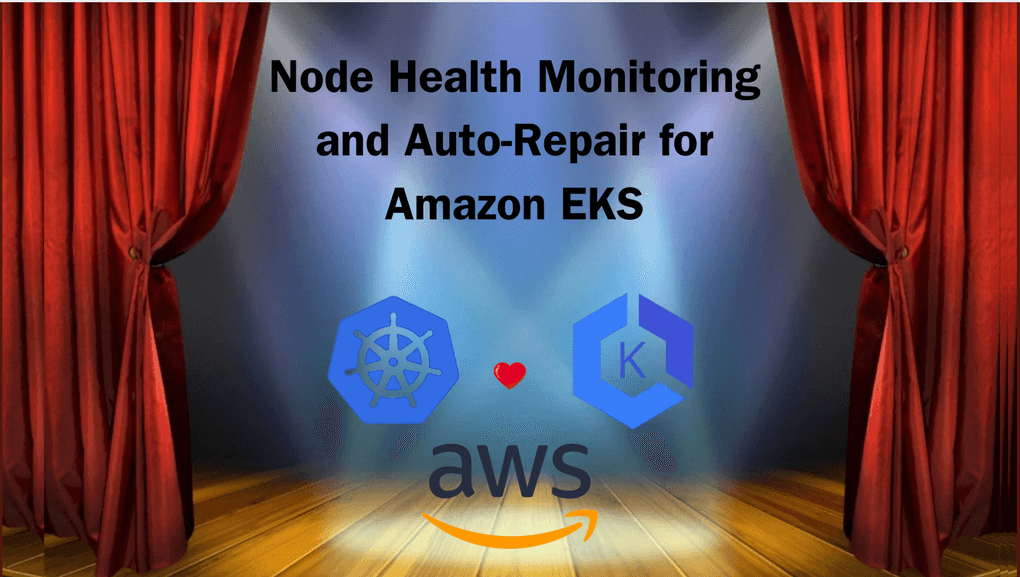 Node Health Monitoring
and Auto-Repair for
Amazon EKS
K
aws